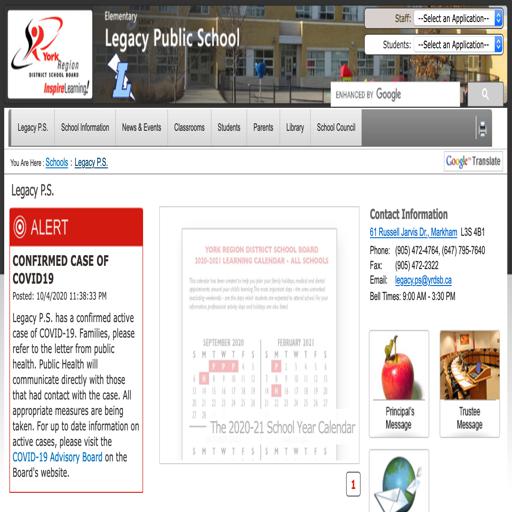 Elementary
Legacy Public School
York
Region
DISTRICT SCHOOL BOARD
InspireLearning!
L
Staff: --Select an Application--
Students: --Select an Application--
ENHANCED BY Google
Legacy P.S.
School Information
News & Events
Classrooms
Students
Parents
Library
School Council
You Are Here : Schools : Legacy P.S.
Google™ Translate
Legacy P.S.
ALERT
CONFIRMED CASE OF
COVID19
Posted: 10/4/2020 11:38:33 PM
Legacy P.S. has a confirmed active
case of COVID-19. Families, please
refer to the letter from public
health. Public Health will
communicate directly with those
that had contact with the case. All
appropriate measures are being
taken. For up to date information on
active cases, please visit the
COVID-19 Advisory Board on the
Board's website.
YORK REGION DISTRICT SCHOOL BOARD
2020-2021 LEARNING CALENDAR - ALL SCHOOLS
SEPTEMBER 2020
FEBRUARY 2021
S M T W T F S
S M T W T F S
The 2020-21 School Year Calendar
1
Contact Information
61 Russell Jarvis Dr., Markham L3S 4B1
Phone: (905) 472-4764, (647) 795-7640
Fax: (905) 472-2322
Email: legacy.ps@yrdsb.ca
Bell Times: 9:00 AM - 3:30 PM
Principal's
Message
Trustee
Message